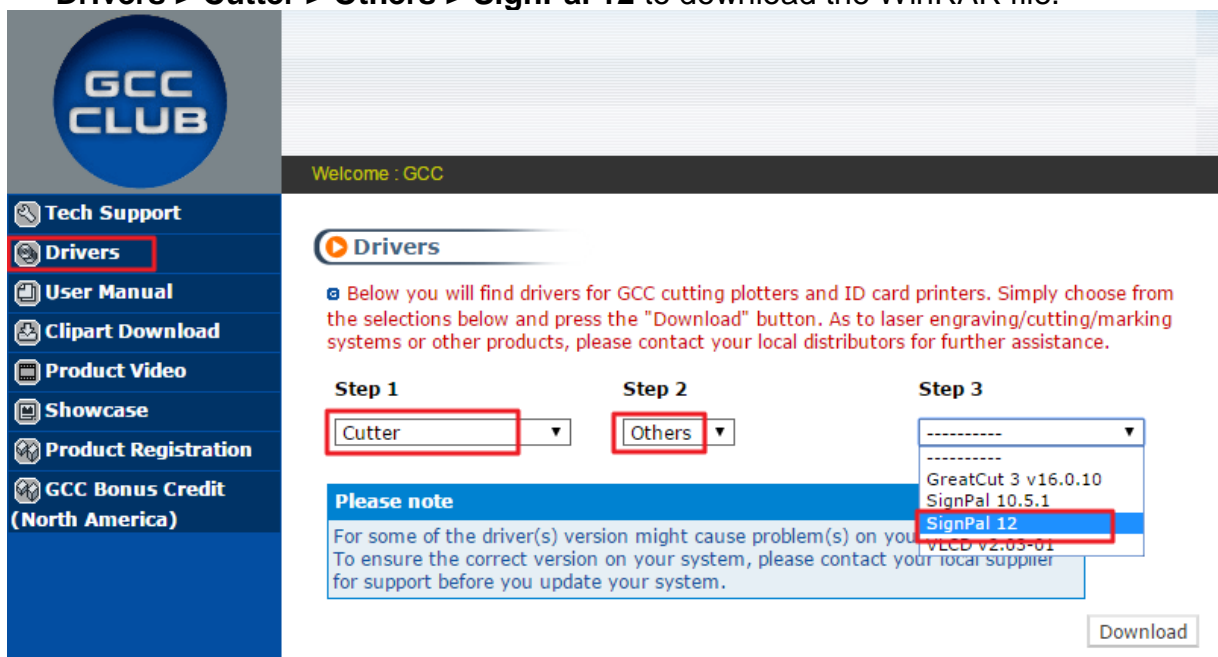 Drivers > Cutter > Others > SignPal 12 to download the WinRAR file.
GCC
CLUB
Welcome : GCC
Tech Support
Drivers
User Manual
Clipart Download
Product Video
Showcase
Product Registration
GCC Bonus Credit
(North America)
Drivers
Below you will find drivers for GCC cutting plotters and ID card printers. Simply choose from
the selections below and press the "Download" button. As to laser engraving/cutting/marking
systems or other products, please contact your local distributors for further assistance.
Step 1 Step 2 Step 3
Cutter Others ----------
----------
GreatCut 3 v16.0.10
SignPal 10.5.1
SignPal 12
VLCD v2.03-01
Please note
For some of the driver(s) version might cause problem(s) on
To ensure the correct version on your system, please contact your local supplier
for support before you update your system.
Download